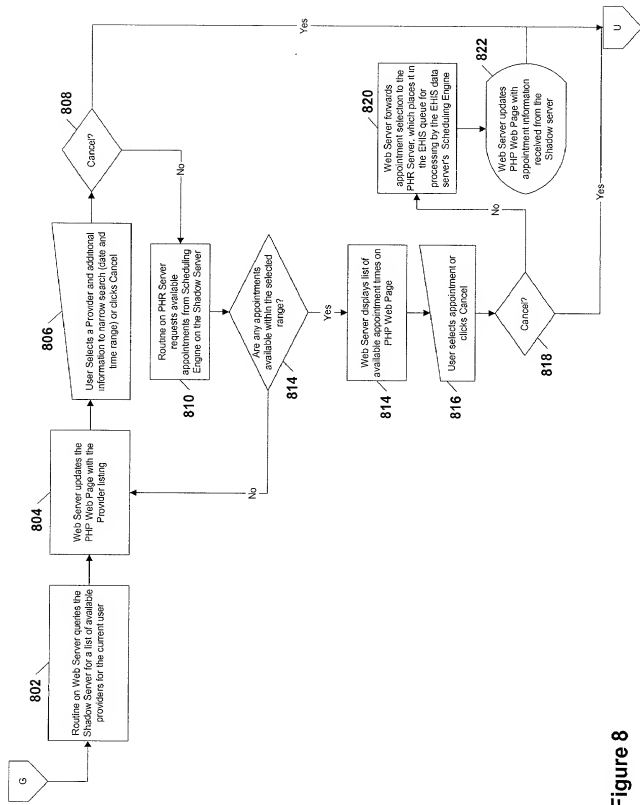 G
802
Routine on Web Server queries the
Shadow Server for a list of available
providers for the current user
804
Web Server updates the
PHP Web Page with the
Provider listing
806
User Selects a Provider and additional
information to narrow search (date and
time range) or clicks Cancel
808
Cancel?
Yes
No
810
Routine on PHR Server
requests available
appointments from Scheduling
Engine on the Shadow Server
814
Are any appointments
available within the selected
range?
No
Yes
814
Web Server displays list of
available appointment times on
PHP Web Page
816
User selects appointment or
clicks Cancel
818
Cancel?
No
Yes
820
Web Server forwards
appointment selection to the
PHR Server, which places it in
the EHIS queue for
processing by the EHIS data
server's Scheduling Engine
822
Web Server updates
PHP Web Page with
appointment information
received from the
Shadow server
U
Figure 8